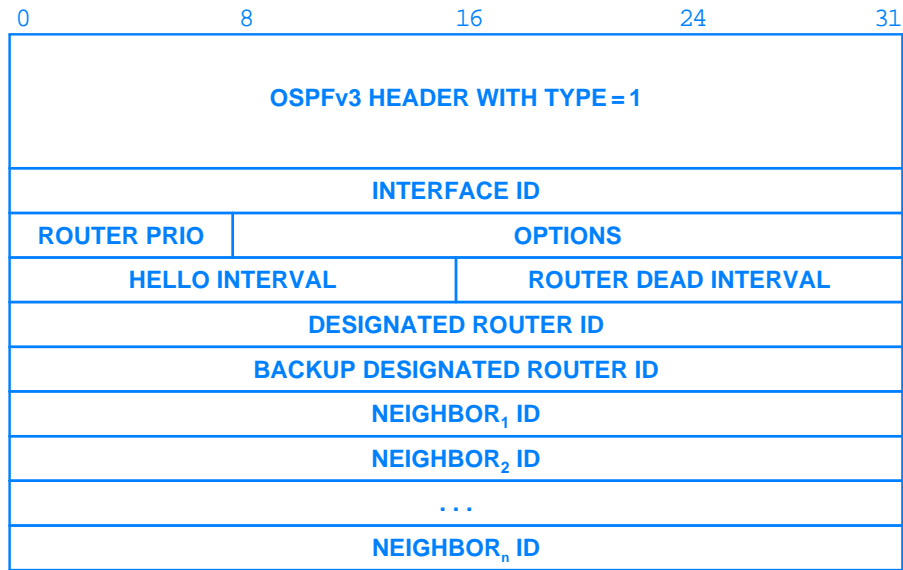 0 8 16 24 31
OSPFv3 HEADER WITH TYPE = 1
INTERFACE ID
ROUTER PRIO OPTIONS
HELLO INTERVAL ROUTER DEAD INTERVAL
DESIGNATED ROUTER ID
BACKUP DESIGNATED ROUTER ID
NEIGHBOR₁ ID
NEIGHBOR₂ ID
. . .
NEIGHBORₙ ID